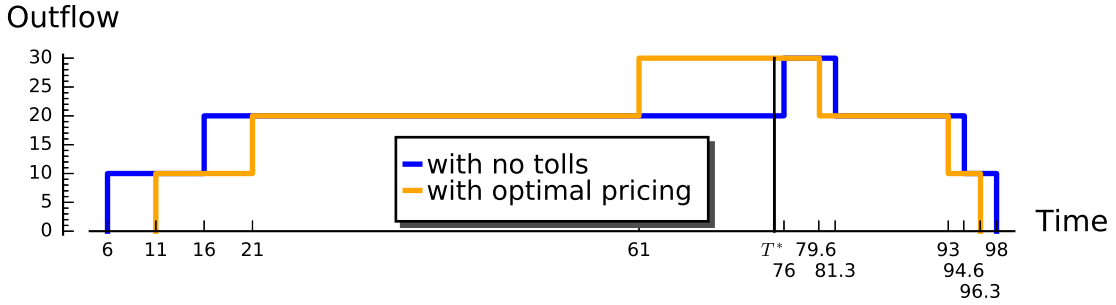 Outflow
30
25
20
15
10
5
0
with no tolls
with optimal pricing
Time
6 11 16 21 61 T* 79.6 93 98
76 81.3 94.6
96.3